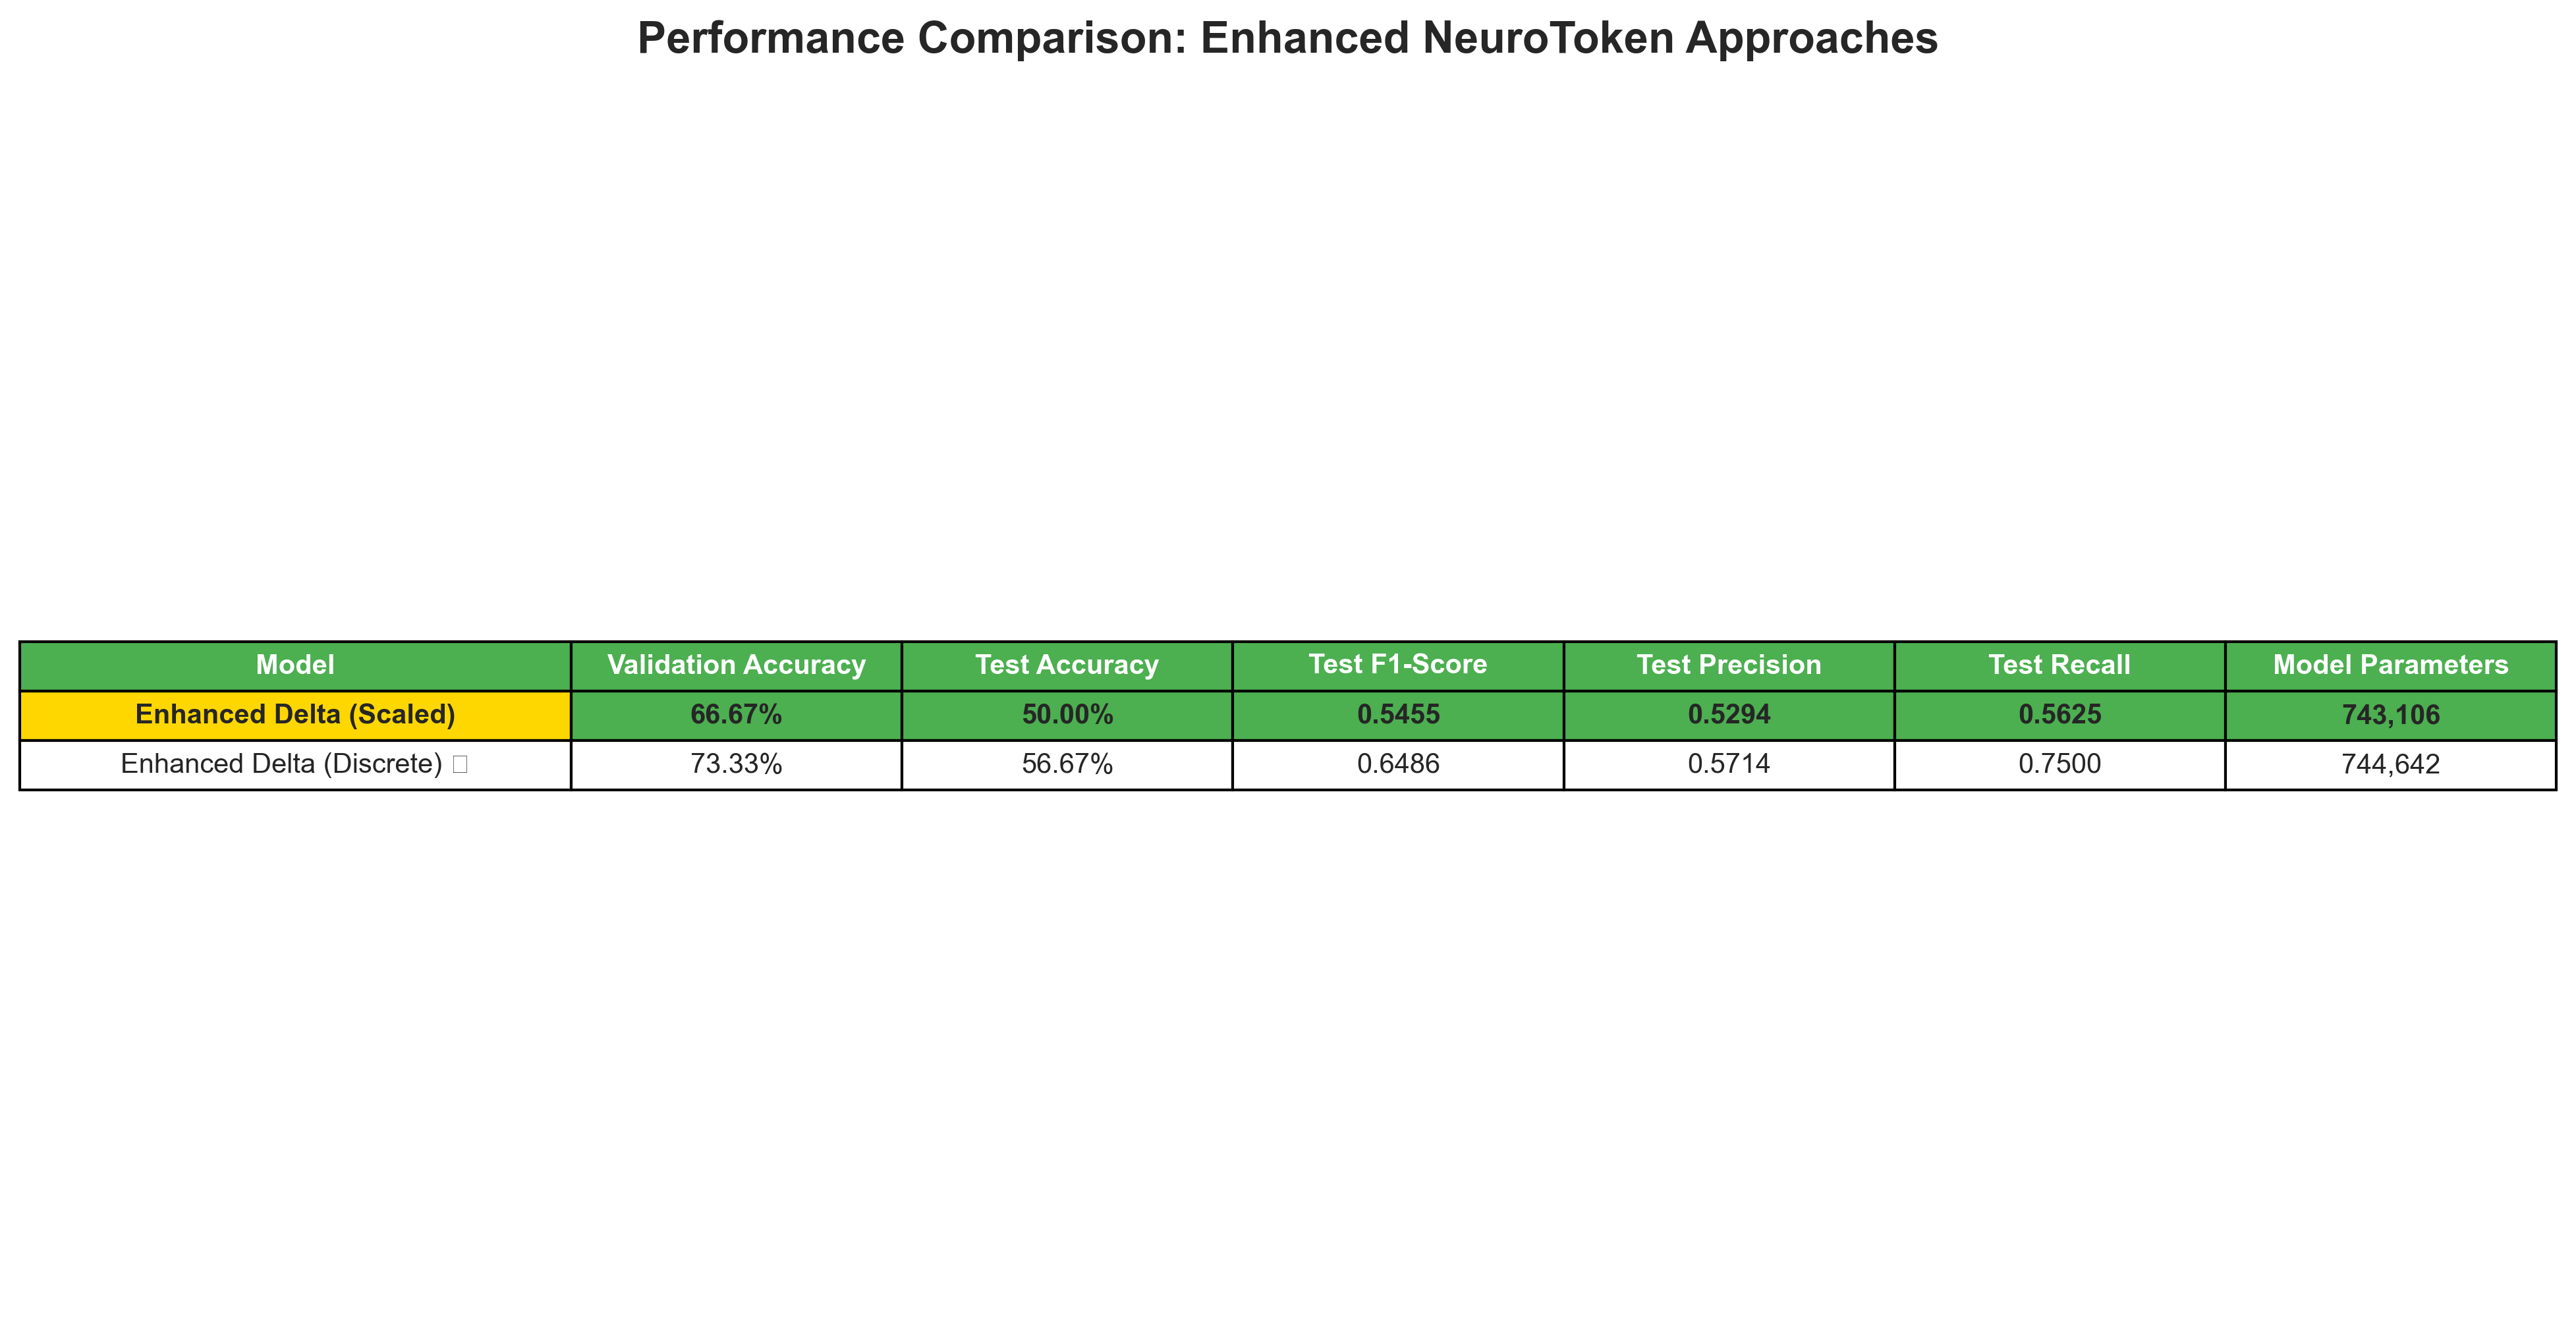 Performance Comparison: Enhanced NeuroToken Approaches
Model Validation Accuracy Test Accuracy Test F1-Score Test Precision Test Recall Model Parameters
Enhanced Delta (Scaled) 66.67% 50.00% 0.5455 0.5294 0.5625 743,106
Enhanced Delta (Discrete) 73.33% 56.67% 0.6486 0.5714 0.7500 744,642